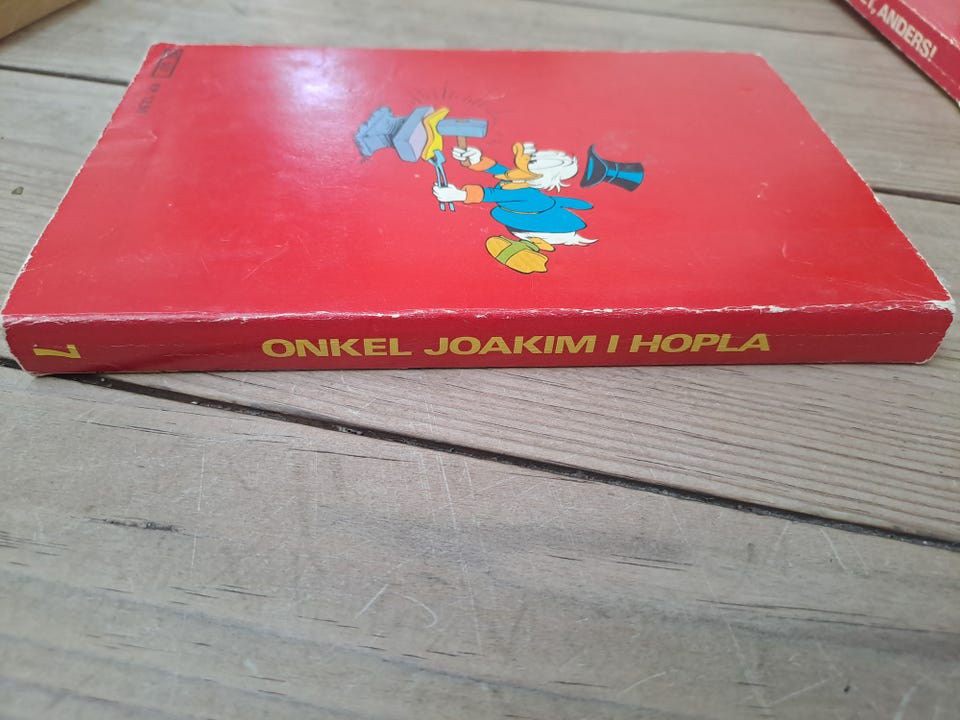 7
ONKEL JOAKIM I HOPLA
T, ANDERS!